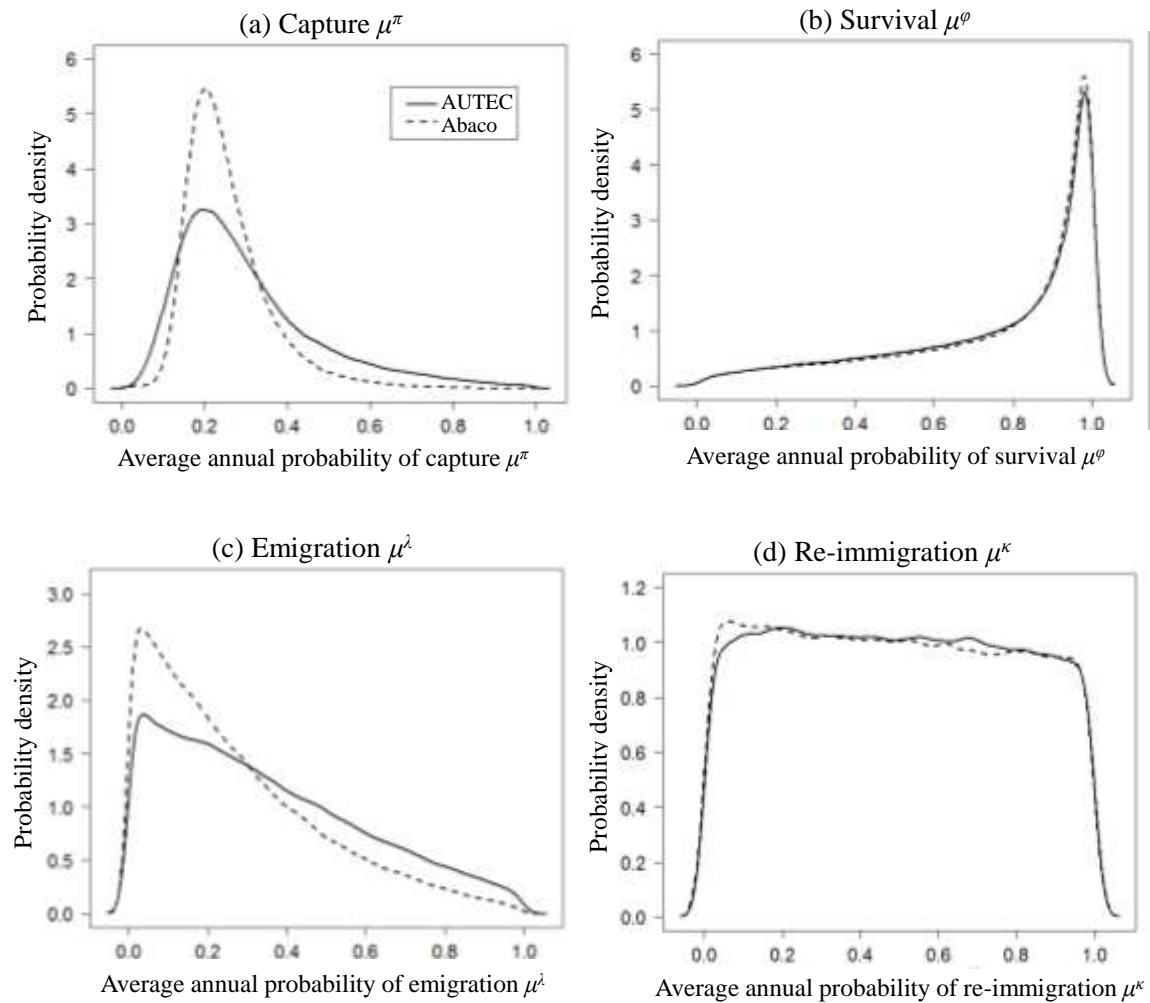 (a) Capture μ^π
(b) Survival μ^φ
Probability density
6
5
4
3
2
1
0
AUTEC
Abaco
0.0 0.2 0.4 0.6 0.8 1.0
Average annual probability of capture μ^π
Probability density
6
5
4
3
2
1
0
0.0 0.2 0.4 0.6 0.8 1.0
Average annual probability of survival μ^φ
(c) Emigration μ^λ
(d) Re-immigration μ^κ
Probability density
3.0
2.5
2.0
1.5
1.0
0.5
0.0
0.0 0.2 0.4 0.6 0.8 1.0
Average annual probability of emigration μ^λ
Probability density
1.2
1.0
0.8
0.6
0.4
0.2
0.0
0.0 0.2 0.4 0.6 0.8 1.0
Average annual probability of re-immigration μ^κ